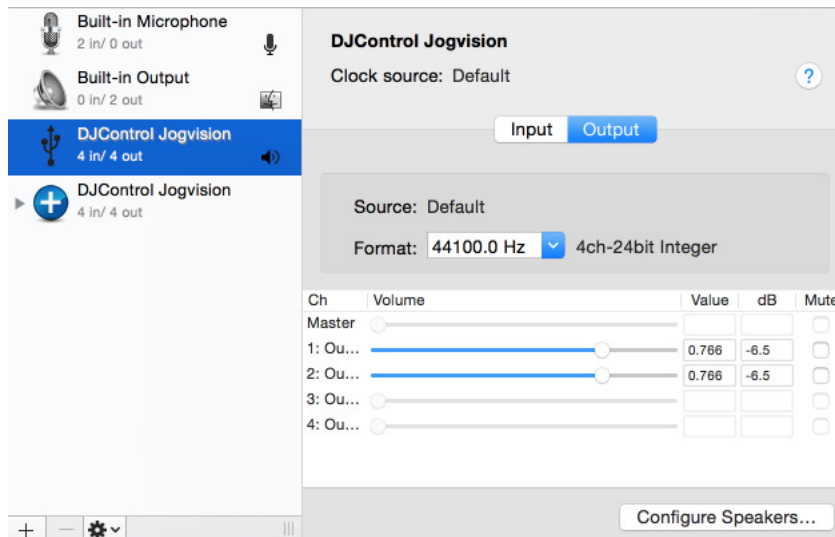 Built-in Microphone
2 in/ 0 out
Built-in Output
0 in/ 2 out
DJControl Jogvision
4 in/ 4 out
DJControl Jogvision
4 in/ 4 out
DJControl Jogvision
Clock source: Default
?
Input Output
Source: Default
Format: 44100.0 Hz 4ch-24bit Integer
Ch Volume Value dB Mute
Master
1: Ou... 0.766 -6.5
2: Ou... 0.766 -6.5
3: Ou...
4: Ou...
Configure Speakers...